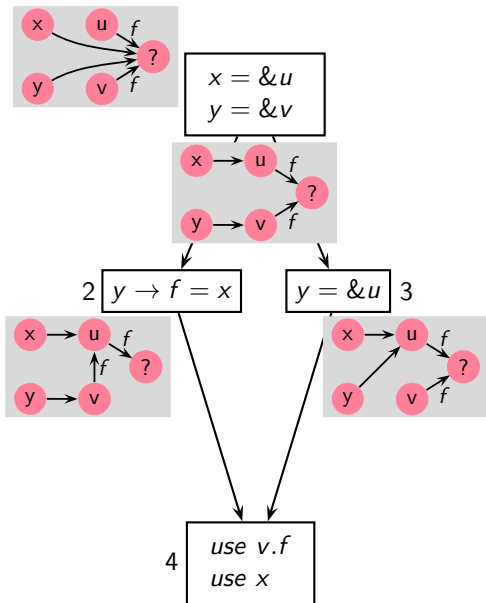 x u f
?
y v f
x = &u
y = &v
x u f
?
y v f
2 y → f = x
y = &u 3
x u f
f ?
y v
x u f
?
y v f
4 use v.f
use x